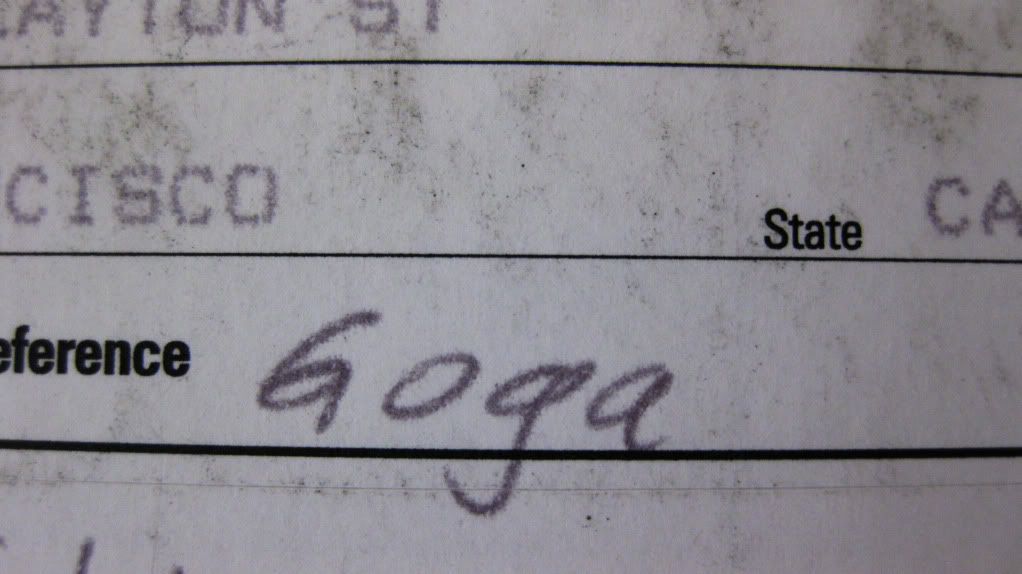 AYTON ST
CISCO State CA
eference Goga